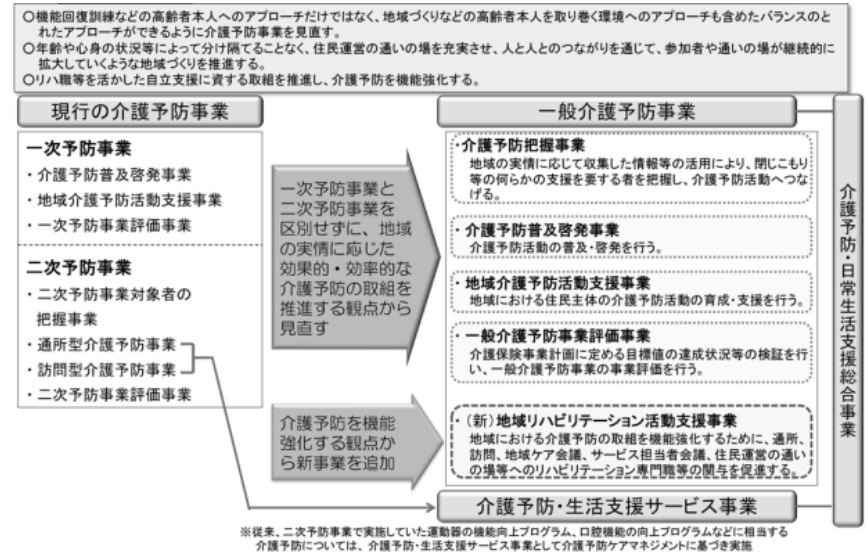 ○機能回復訓練などの高齢者本人へのアプローチだけではなく、地域づくりなどの高齢者本人を取り巻く環境へのアプローチも含めたバランスのと
れたアプローチができるように介護予防事業を見直す。
○年齢や心身の状況等によって分け隔てることなく、住民運営の通いの場を充実させ、人と人とのつながりを通じて、参加者や通いの場が継続的に
拡大していくような地域づくりを推進する。
○リハ職等を活かした自立支援に資する取組を推進し、介護予防を機能強化する。
現行の介護予防事業
一次予防事業
・介護予防普及啓発事業
・地域介護予防活動支援事業
・一次予防事業評価事業
二次予防事業
・二次予防事業対象者の
把握事業
・通所型介護予防事業
・訪問型介護予防事業
・二次予防事業評価事業
一次予防事業と
二次予防事業を
区別せずに、地域
の実情に応じた
効果的・効率的な
介護予防の取組を
推進する観点から
見直す
介護予防を機能
強化する観点か
ら新事業を追加
一般介護予防事業
・介護予防把握事業
地域の実情に応じて収集した情報等の活用により、閉じこもり
等の何らかの支援を要する者を把握し、介護予防活動へつな
げる。
・介護予防普及啓発事業
介護予防活動の普及・啓発を行う。
・地域介護予防活動支援事業
地域における住民主体の介護予防活動の育成・支援を行う。
・一般介護予防事業評価事業
介護保険事業計画に定める目標値の達成状況等の検証を行
い、一般介護予防事業の事業評価を行う。
・（新）地域リハビリテーション活動支援事業
地域における介護予防の取組を機能強化するために、通所、
訪問、地域ケア会議、サービス担当者会議、住民運営の通い
の場等へのリハビリテーション専門職等の関与を促進する。
介護予防・生活支援サービス事業
介護予防・日常生活支援総合事業
※従来、二次予防事業で実施していた運動器の機能向上プログラム、口腔機能の向上プログラムなどに相当する
介護予防については、介護予防・生活支援サービス事業として介護予防ケアマネジメントに基づき実施